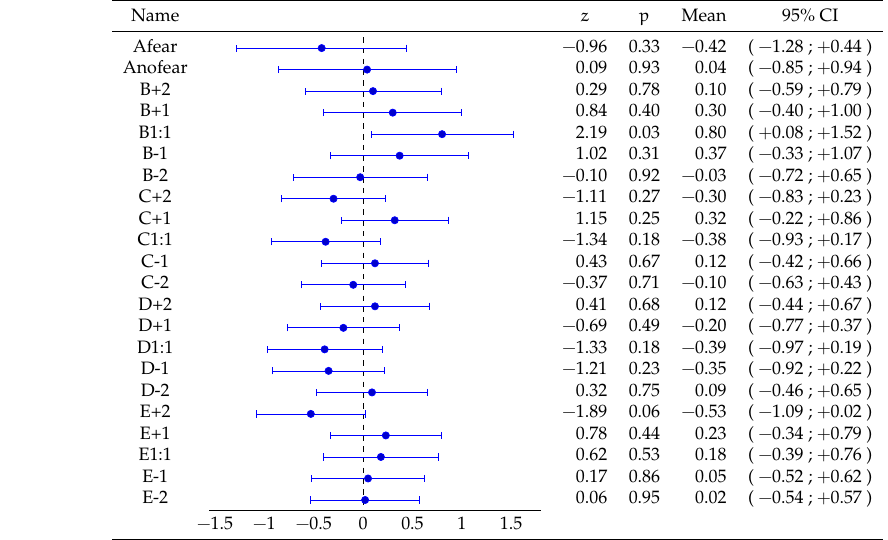 Name z p Mean 95% CI
Afear −0.96 0.33 −0.42 ( −1.28 ; +0.44 )
Anofear 0.09 0.93 0.04 ( −0.85 ; +0.94 )
B+2 0.29 0.78 0.10 ( −0.59 ; +0.79 )
B+1 0.84 0.40 0.30 ( −0.40 ; +1.00 )
B1:1 2.19 0.03 0.80 ( +0.08 ; +1.52 )
B-1 1.02 0.31 0.37 ( −0.33 ; +1.07 )
B-2 −0.10 0.92 −0.03 ( −0.72 ; +0.65 )
C+2 −1.11 0.27 −0.30 ( −0.83 ; +0.23 )
C+1 1.15 0.25 0.32 ( −0.22 ; +0.86 )
C1:1 −1.34 0.18 −0.38 ( −0.93 ; +0.17 )
C-1 0.43 0.67 0.12 ( −0.42 ; +0.66 )
C-2 −0.37 0.71 −0.10 ( −0.63 ; +0.43 )
D+2 0.41 0.68 0.12 ( −0.44 ; +0.67 )
D+1 −0.69 0.49 −0.20 ( −0.77 ; +0.37 )
D1:1 −1.33 0.18 −0.39 ( −0.97 ; +0.19 )
D-1 −1.21 0.23 −0.35 ( −0.92 ; +0.22 )
D-2 0.32 0.75 0.09 ( −0.46 ; +0.65 )
E+2 −1.89 0.06 −0.53 ( −1.09 ; +0.02 )
E+1 0.78 0.44 0.23 ( −0.34 ; +0.79 )
E1:1 0.62 0.53 0.18 ( −0.39 ; +0.76 )
E-1 0.17 0.86 0.05 ( −0.52 ; +0.62 )
E-2 0.06 0.95 0.02 ( −0.54 ; +0.57 )
−1.5 −1 −0.5 0 0.5 1 1.5